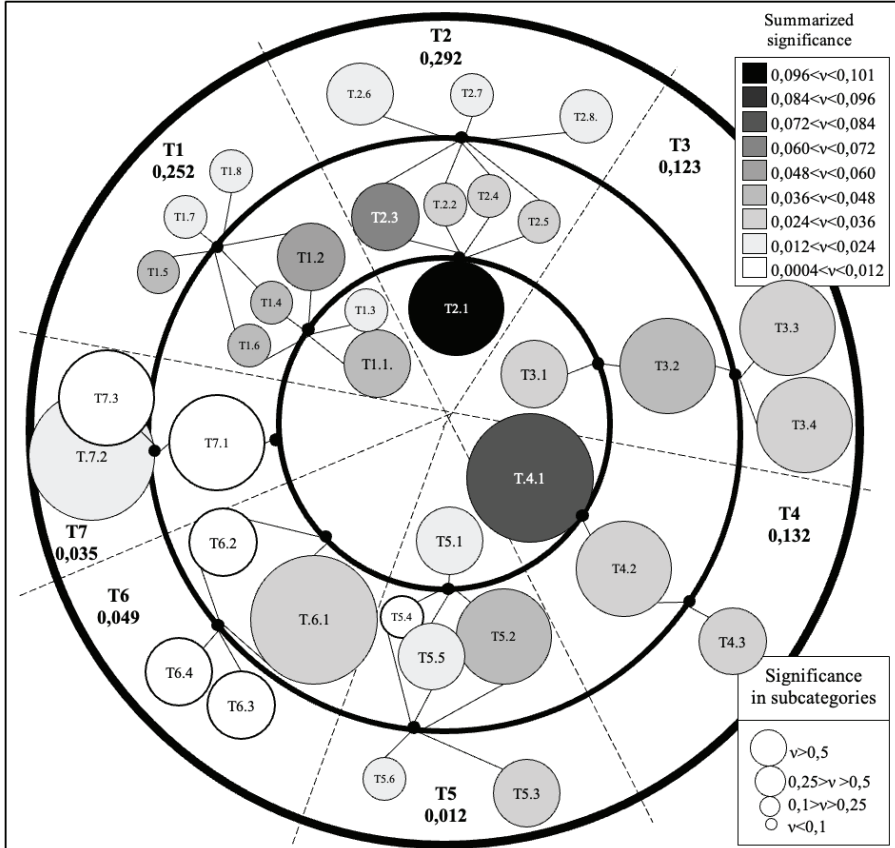 Summarized
significance
0,096<ν<0,101
0,084<ν<0,096
0,072<ν<0,084
0,060<ν<0,072
0,048<ν<0,060
0,036<ν<0,048
0,024<ν<0,036
0,012<ν<0,024
0,0004<ν<0,012
T2
0,292
T.2.6
T2.7
T2.8.
T2.3
T.2.2
T2.4
T2.5
T2.1
T1
0,252
T1.8
T1.7
T1.5
T1.2
T1.4
T1.3
T1.6
T1.1.
T3
0,123
T3.1
T3.2
T3.3
T3.4
T7.3
T.7.2
T7.1
T7
0,035
T.4.1
T4.2
T4.3
T4
0,132
T6
0,049
T6.2
T.6.1
T6.4
T6.3
T5.1
T5.4
T5.5
T5.2
T5.6
T5.3
T5
0,012
Significance
in subcategories
ν>0,5
0,25>ν >0,5
0,1>ν>0,25
ν<0,1